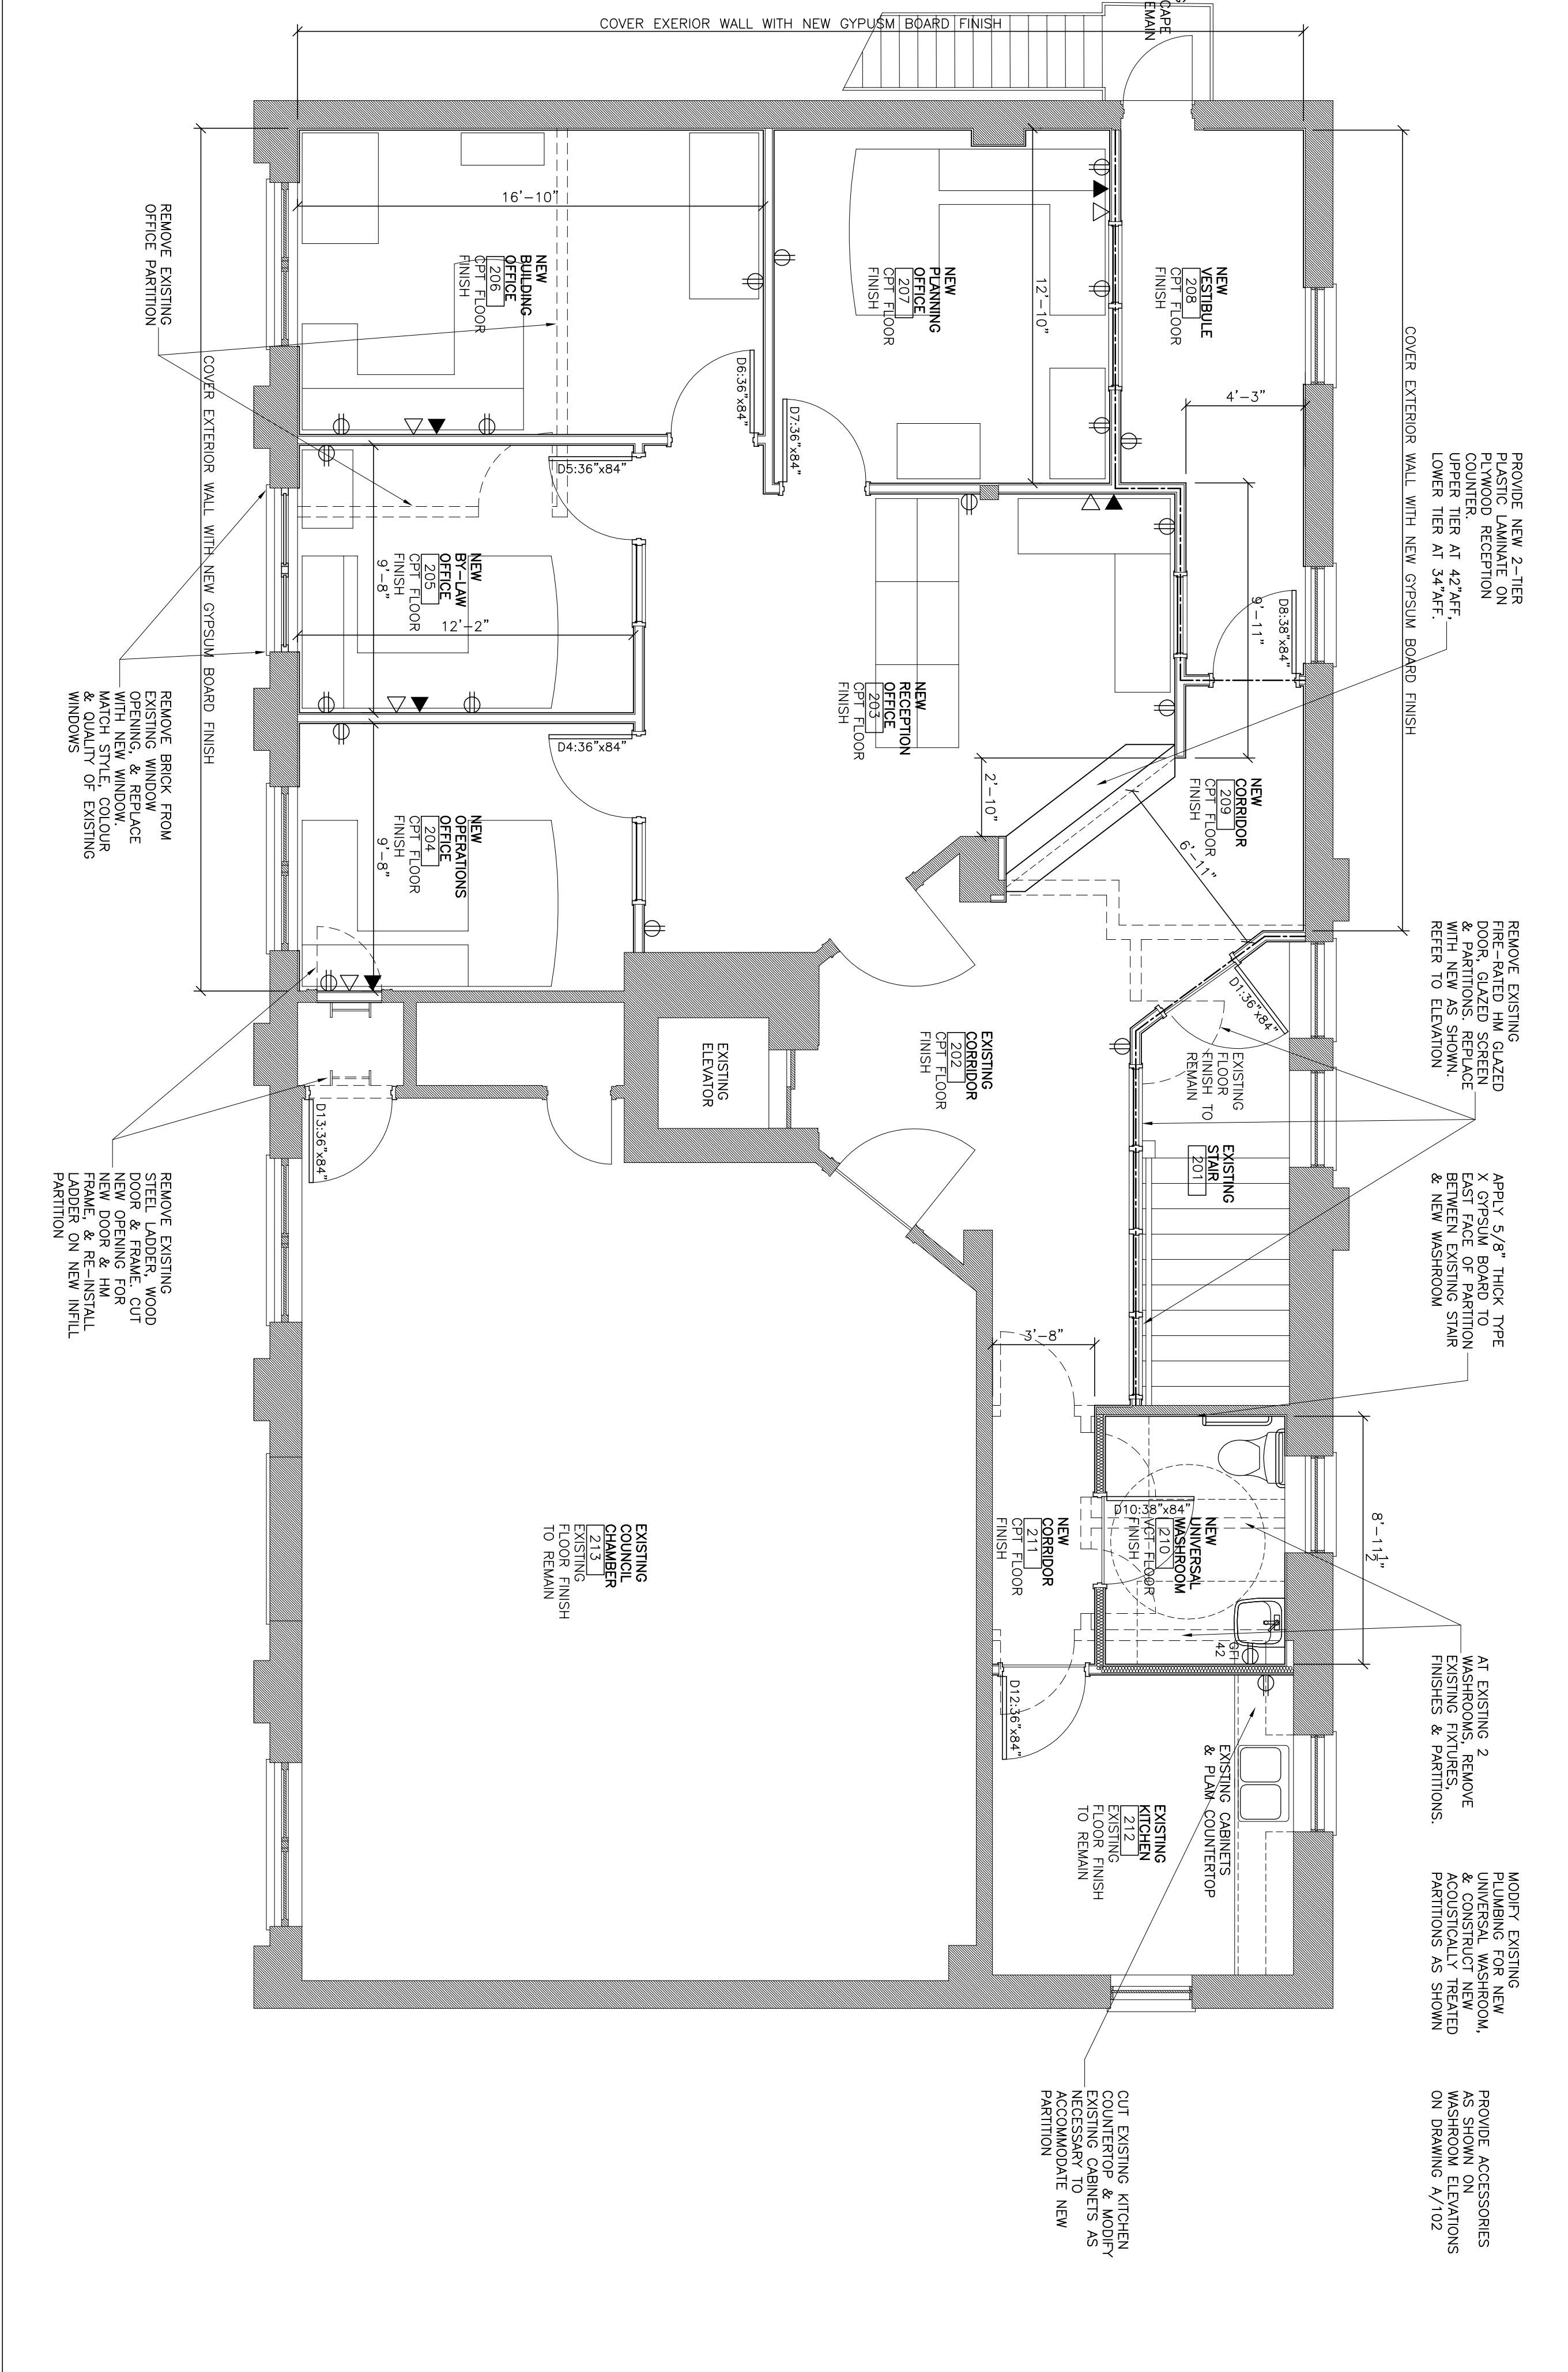 PROVIDE NEW 2-TIER
PLASTIC LAMINATE ON
PLYWOOD RECEPTION
COUNTER.
UPPER TIER AT 42"AFF,
LOWER TIER AT 34"AFF.
REMOVE EXISTING
FIRE-RATED HM GLAZED
DOOR, GLAZED SCREEN
& PARTITIONS. REPLACE
WITH NEW AS SHOWN.
REFER TO ELEVATION
APPLY 5/8" THICK TYPE
X GYPSUM BOARD TO
EAST FACE OF PARTITION
BETWEEN EXISTING STAIR
& NEW WASHROOM
AT EXISTING 2
WASHROOMS, REMOVE
EXISTING FIXTURES,
FINISHES & PARTITIONS.
MODIFY EXISTING
PLUMBING FOR NEW
UNIVERSAL WASHROOM,
& CONSTRUCT NEW
ACOUSTICALLY TREATED
PARTITIONS AS SHOWN
PROVIDE ACCESSORIES
AS SHOWN ON
WASHROOM ELEVATIONS
ON DRAWING A/102
COVER EXTERIOR WALL WITH NEW GYPSUM BOARD FINISH
8'-11½"
CAPE
EMAIN
COVER EXERIOR WALL WITH NEW GYPUSM BOARD FINISH
4'-3"
D8:38"x84"
9'-11"
NEW
VESTIBULE
208
CPT FLOOR
FINISH
NEW
CORRIDOR
209
CPT FLOOR
FINISH
6'-11"
D1:36"x84"
EXISTING
FLOOR
FINISH TO
REMAIN
EXISTING
STAIR
201
GFI
42
NEW
UNIVERSAL
WASHROOM
210
VCT FLOOR
FINISH
D10:38"x84"
EXISTING CABINETS
& PLAM COUNTERTOP
EXISTING
KITCHEN
212
EXISTING
FLOOR FINISH
TO REMAIN
CUT EXISTING KITCHEN
COUNTERTOP & MODIFY
EXISTING CABINETS AS
NECESSARY TO
ACCOMMODATE NEW
PARTITION
12'-10"
NEW
PLANNING
OFFICE
207
CPT FLOOR
FINISH
D7:36"x84"
NEW
RECEPTION
OFFICE
203
CPT FLOOR
FINISH
2'-10"
EXISTING
CORRIDOR
202
CPT FLOOR
FINISH
3'-8"
NEW
CORRIDOR
211
CPT FLOOR
FINISH
D12:36"x84"
D6:36"x84"
EXISTING
ELEVATOR
16'-10"
NEW
BUILDING
OFFICE
206
CPT FLOOR
FINISH
D5:36"x84"
NEW
BY-LAW
OFFICE
205
CPT FLOOR
FINISH
9'-8"
12'-2"
D4:36"x84"
NEW
OPERATIONS
OFFICE
204
CPT FLOOR
FINISH
9'-8"
EXISTING
COUNCIL
CHAMBER
213
EXISTING
FLOOR FINISH
TO REMAIN
D13:36"x84"
COVER EXTERIOR WALL WITH NEW GYPSUM BOARD FINISH
REMOVE EXISTING
OFFICE PARTITION
REMOVE BRICK FROM
EXISTING WINDOW
OPENING, & REPLACE
WITH NEW WINDOW.
MATCH STYLE, COLOUR
& QUALITY OF EXISTING
WINDOWS
REMOVE EXISTING
STEEL LADDER, WOOD
DOOR & FRAME. CUT
NEW OPENING FOR
NEW DOOR & HM
FRAME, & RE-INSTALL
LADDER ON NEW INFILL
PARTITION